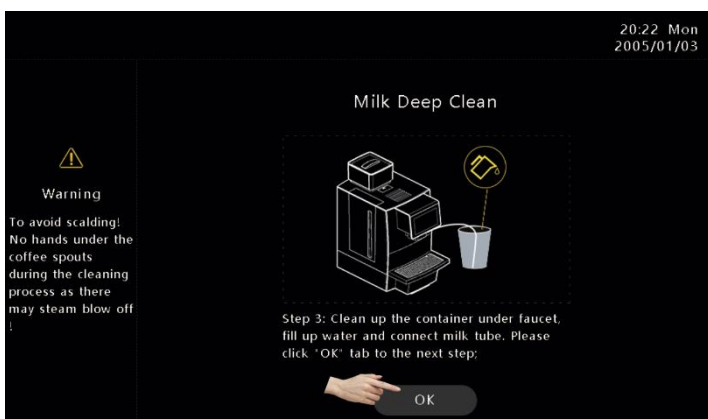 20:22 Mon
2005/01/03
Milk Deep Clean
Warning
To avoid scalding!
No hands under the
coffee spouts
during the cleaning
process as there
may steam blow off
!
Step 3: Clean up the container under faucet,
fill up water and connect milk tube. Please
click "OK" tab to the next step;
OK